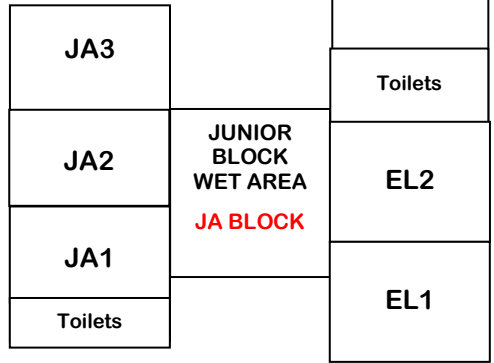 JA3
JA2
JA1
Toilets
JUNIOR
BLOCK
WET AREA
JA BLOCK
Toilets
EL2
EL1